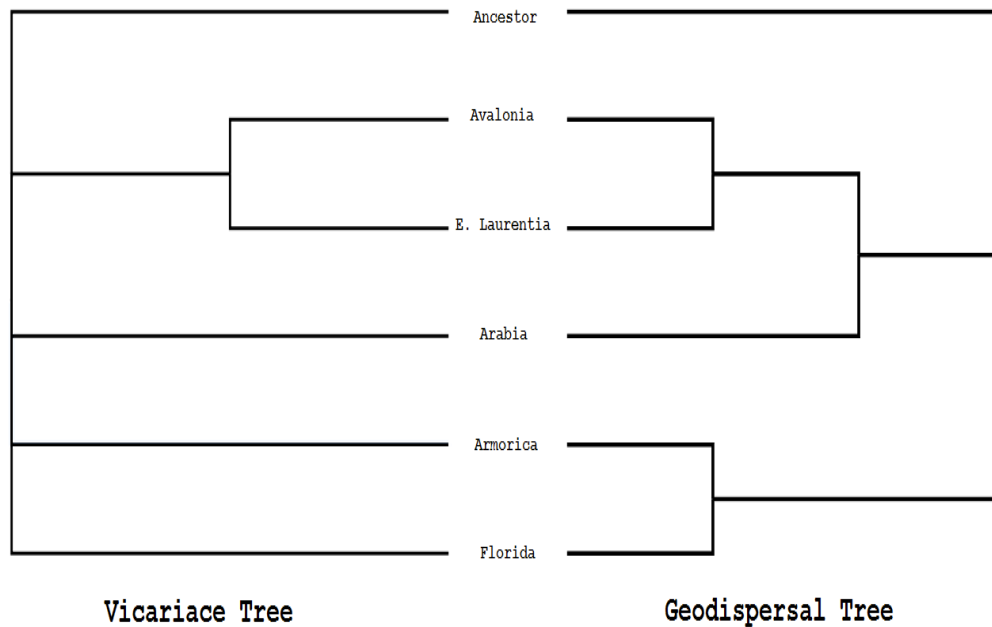 Ancestor
Avalonia
E. Laurentia
Arabia
Armorica
Florida
Vicariace Tree
Geodispersal Tree